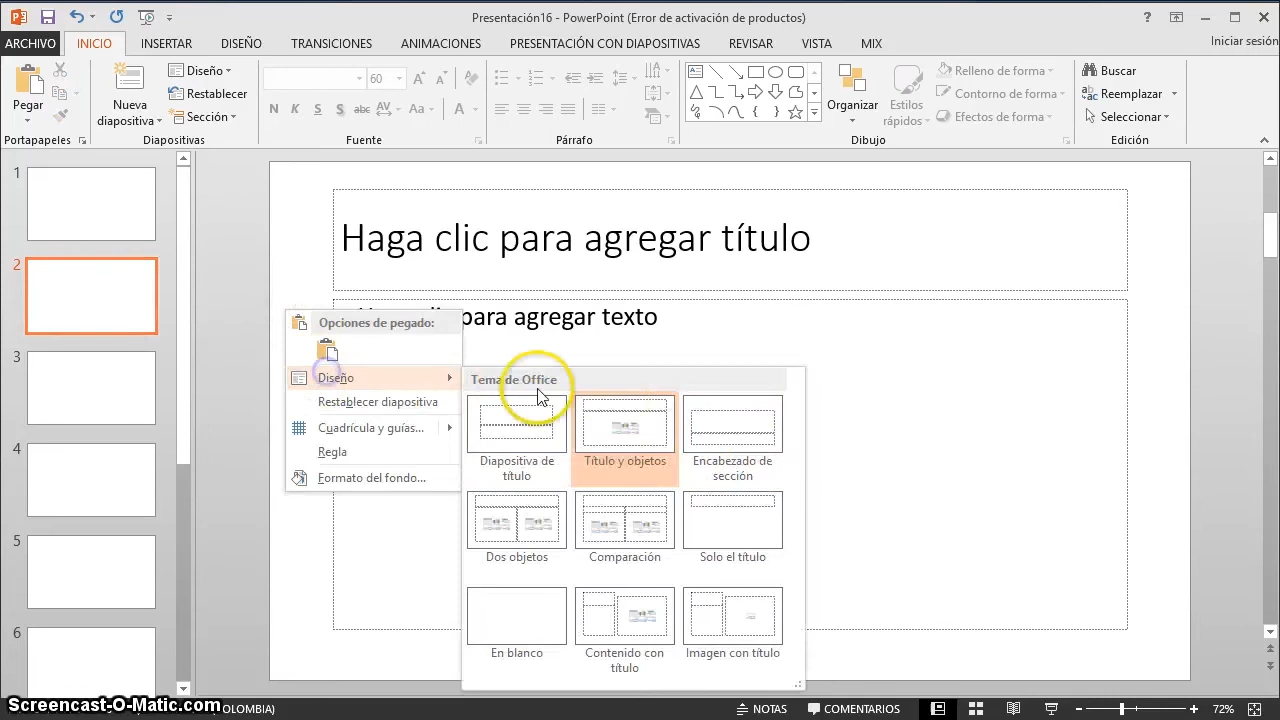 Presentación16 - PowerPoint (Error de activación de productos)
ARCHIVO INICIO INSERTAR DISEÑO TRANSICIONES ANIMACIONES PRESENTACIÓN CON DIAPOSITIVAS REVISAR VISTA MIX Iniciar sesión
Pegar
Nueva diapositiva
Diseño
Restablecer
Sección
60
N K S S abc AV Aa A
Organizar
Estilos rápidos
Relleno de forma
Contorno de forma
Efectos de forma
Buscar
Reemplazar
Seleccionar
Portapapeles Diapositivas Fuente Párrafo Dibujo Edición
1
2
3
4
5
6
Haga clic para agregar título
para agregar texto
Opciones de pegado:
Diseño
Restablecer diapositiva
Cuadrícula y guías...
Regla
Formato del fondo...
Tema de Office
Diapositiva de título
Título y objetos
Encabezado de sección
Dos objetos
Comparación
Solo el título
En blanco
Contenido con título
Imagen con título
Screencast-O-Matic.com
COLOMBIA) NOTAS COMENTARIOS 72%